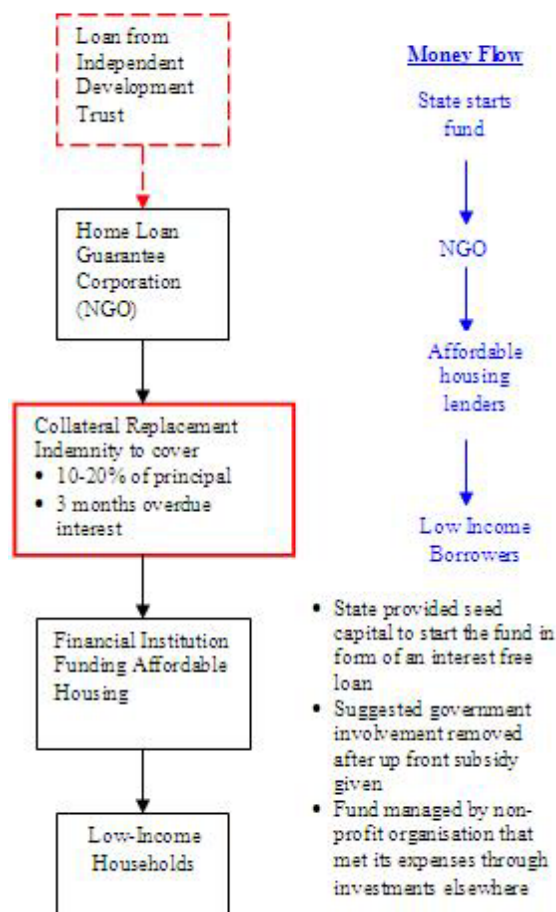 Loan from
Independent
Development
Trust
Home Loan
Guarantee
Corporation
(NGO)
Collateral Replacement
Indemnity to cover
• 10-20% of principal
• 3 months overdue
interest
Financial Institution
Funding Affordable
Housing
Low-Income
Households
Money Flow
State starts
fund
NGO
Affordable
housing
lenders
Low Income
Borrowers
• State provided seed
capital to start the fund in
form of an interest free
loan
• Suggested government
involvement removed
after up front subsidy
given
• Fund managed by non-
profit organisation that
met its expenses through
investments elsewhere